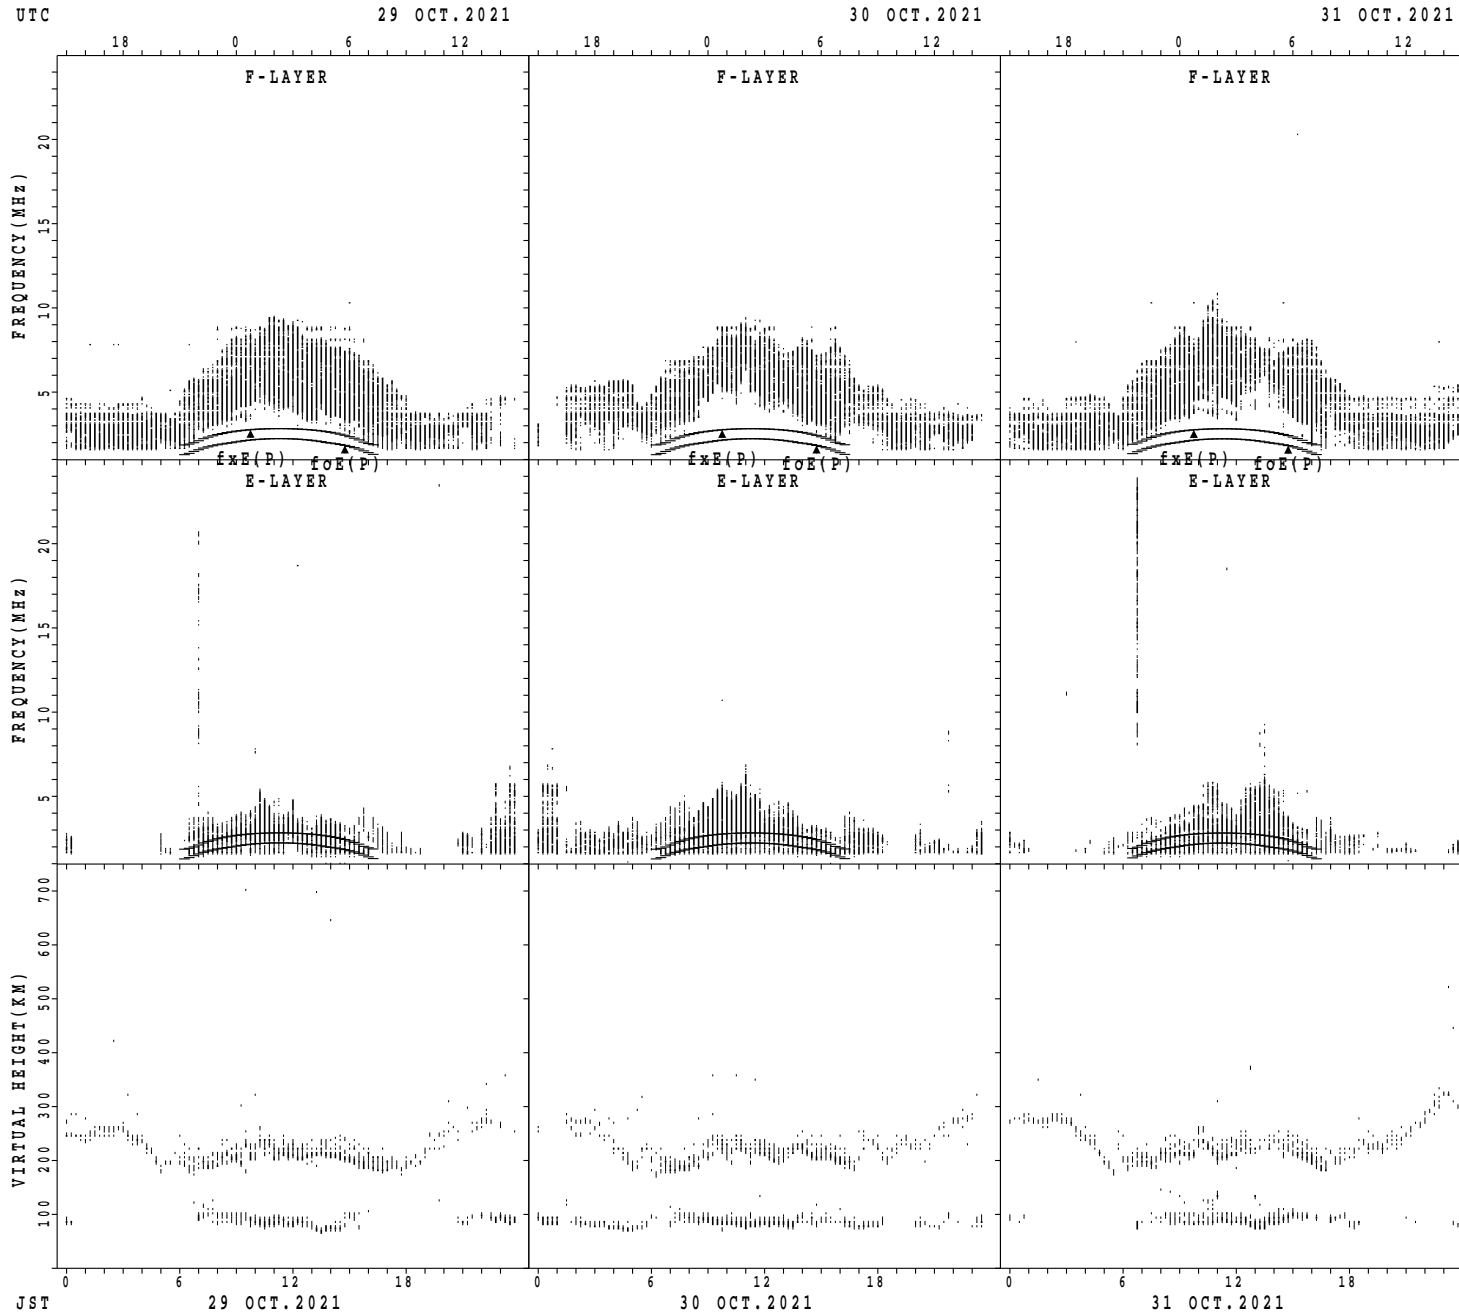 UTC 29 OCT.2021 30 OCT.2021 31 OCT.2021
18 0 6 12 18 0 6 12 18 0 6 12
F-LAYER F-LAYER F-LAYER
FREQUENCY(MHz)
20
15
10
5
fxE(P) foE(P) fxE(P) foE(P) fxE(P) foE(P)
E-LAYER E-LAYER E-LAYER
FREQUENCY(MHz)
20
15
10
5
VIRTUAL HEIGHT(KM)
700
600
500
400
300
200
100
0 6 12 18 0 6 12 18 0 6 12 18
JST 29 OCT.2021 30 OCT.2021 31 OCT.2021